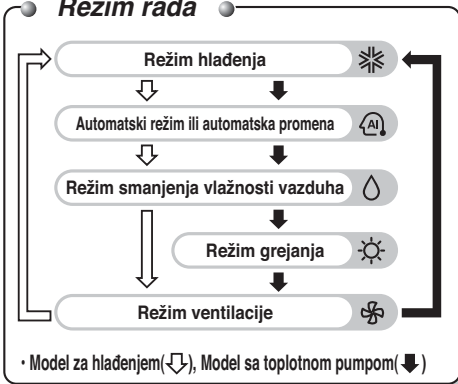 Režim rada
Režim hlađenja
Automatski režim ili automatska promena
AI
Režim smanjenja vlažnosti vazduha
Režim grejanja
Režim ventilacije
• Model za hlađenjem(), Model sa toplotnom pumpom()